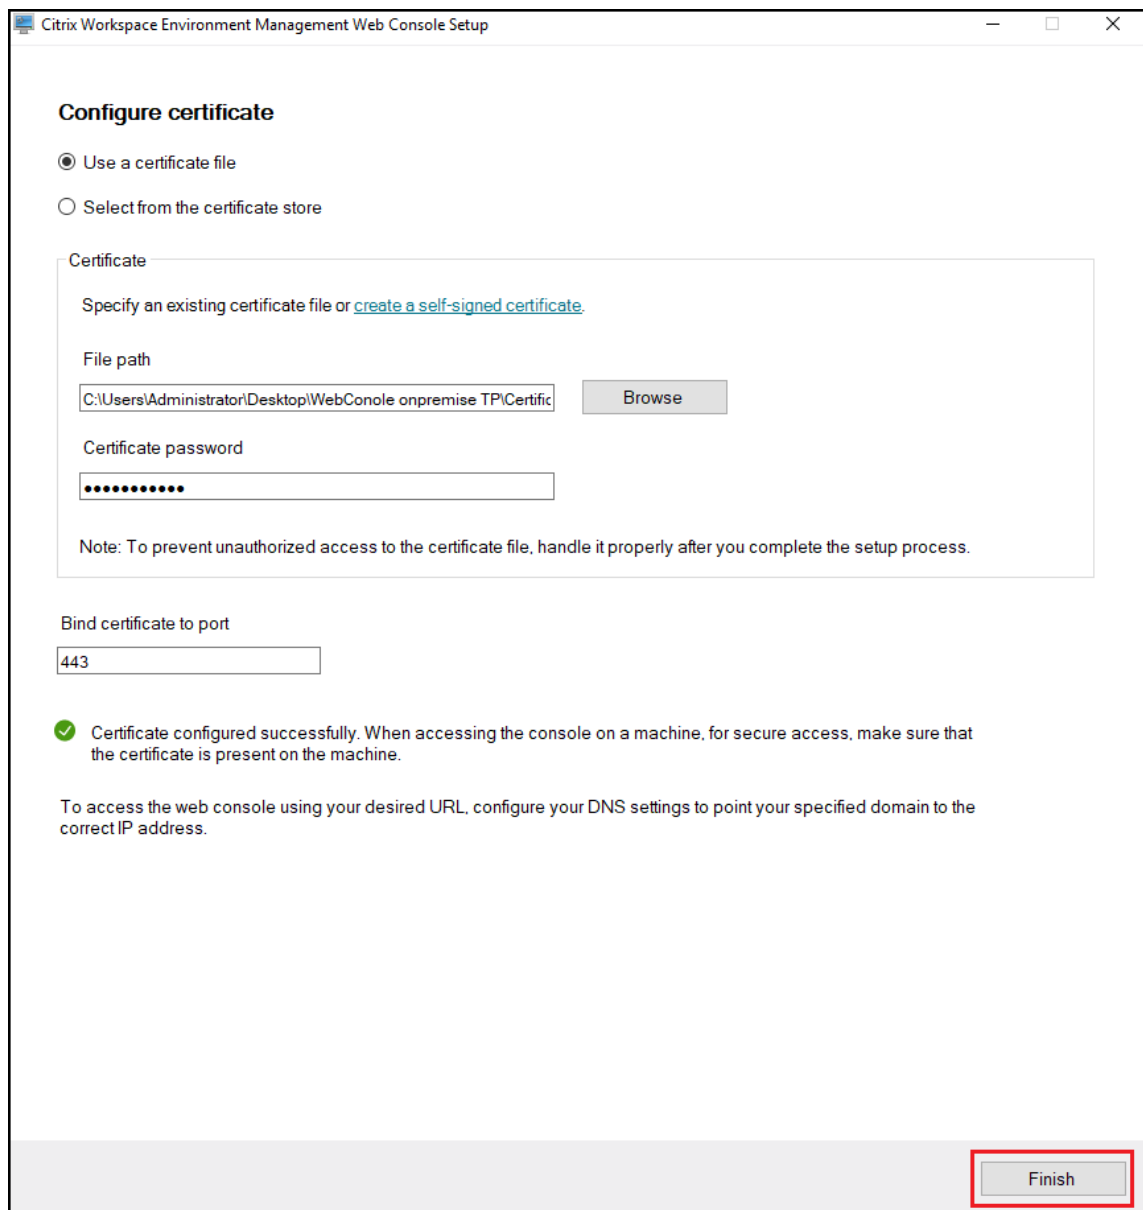 Citrix Workspace Environment Management Web Console Setup
Configure certificate
Use a certificate file
Select from the certificate store
Certificate
Specify an existing certificate file or create a self-signed certificate.
File path
C:\Users\Administrator\Desktop\WebConole onpremise TP\Certific
Browse
Certificate password
•••••••••••
Note: To prevent unauthorized access to the certificate file, handle it properly after you complete the setup process.
Bind certificate to port
443
Certificate configured successfully. When accessing the console on a machine, for secure access, make sure that
the certificate is present on the machine.
To access the web console using your desired URL, configure your DNS settings to point your specified domain to the
correct IP address.
Finish